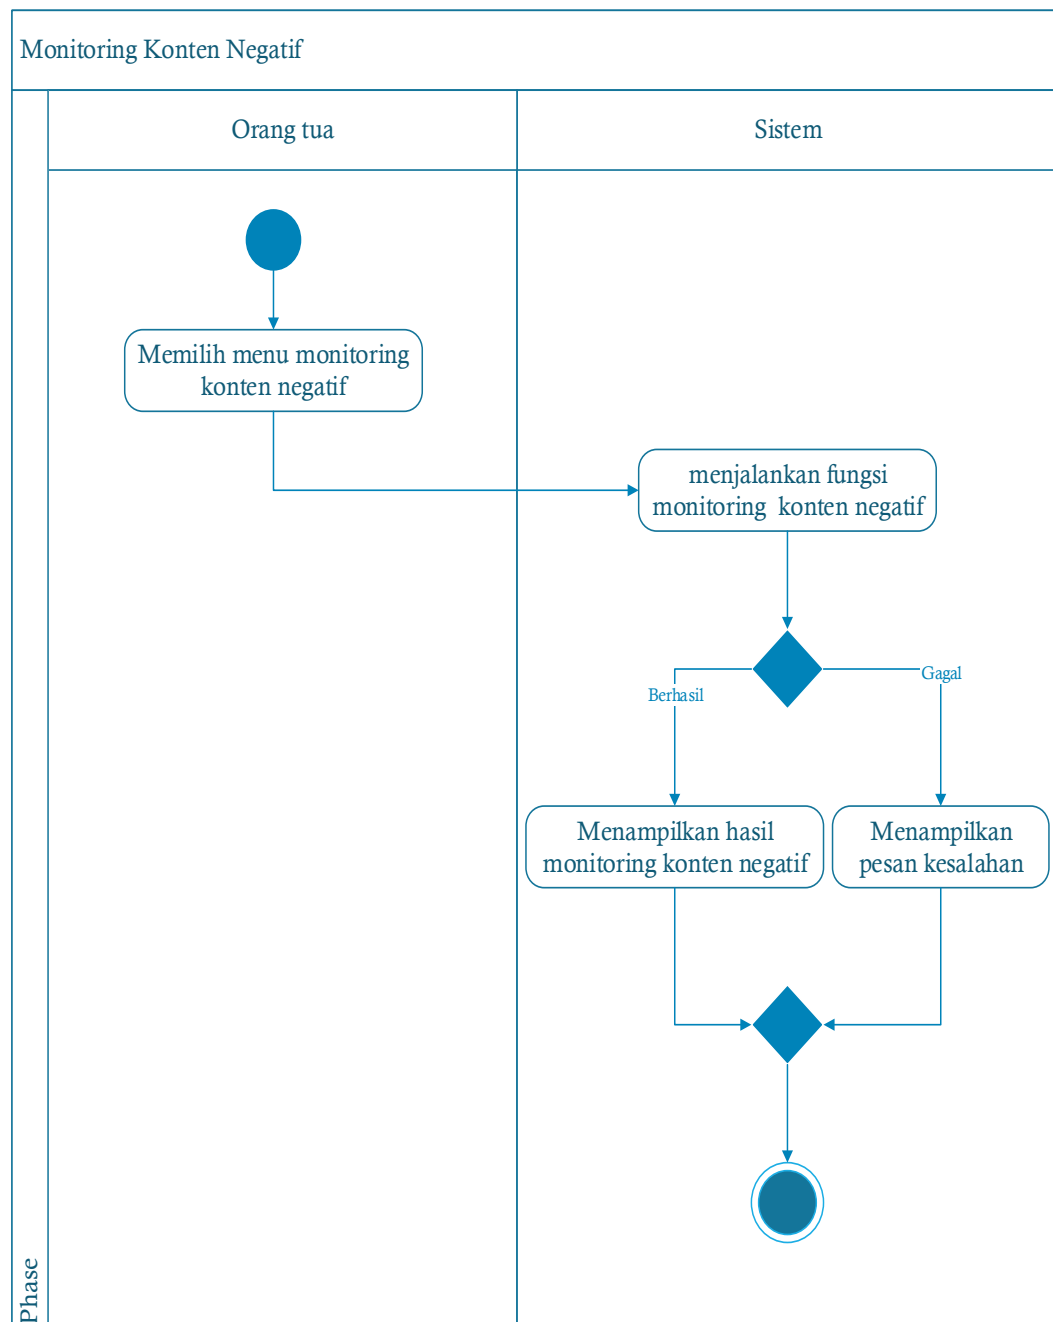 Monitoring Konten Negatif
Orang tua
Sistem
Memilih menu monitoring
konten negatif
menjalankan fungsi
monitoring konten negatif
Berhasil
Gagal
Menampilkan hasil
monitoring konten negatif
Menampilkan
pesan kesalahan
Phase